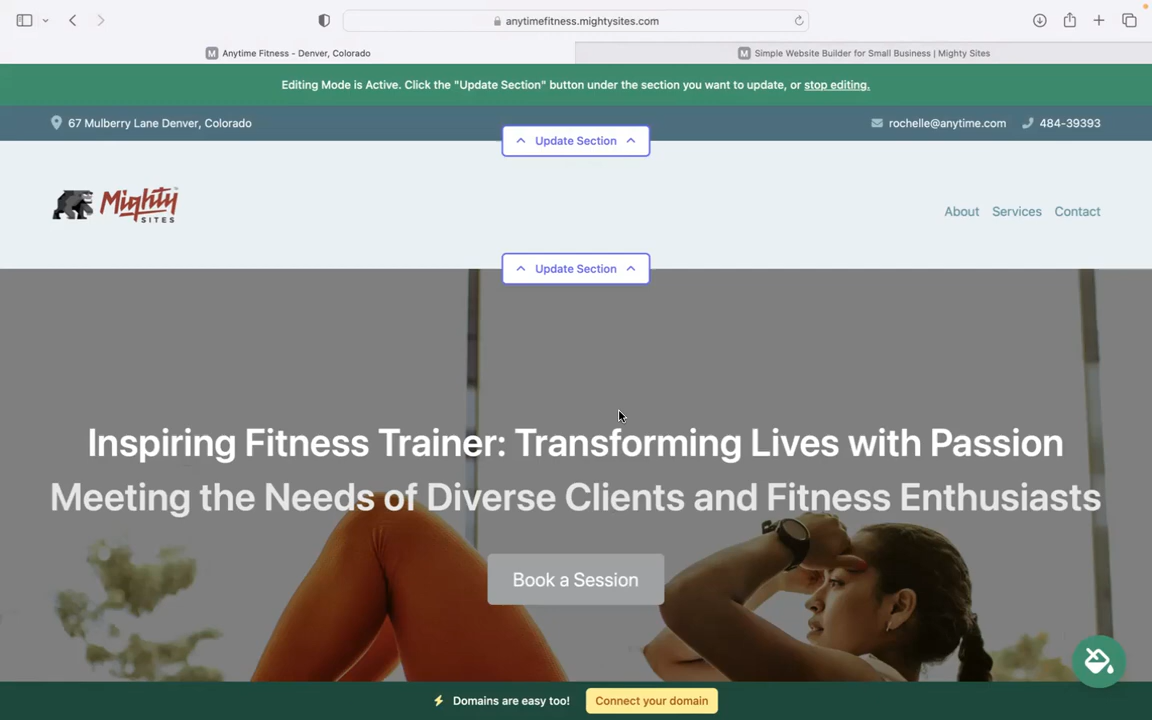 anytimefitness.mightysites.com
M Anytime Fitness - Denver, Colorado
M Simple Website Builder for Small Business | Mighty Sites
Editing Mode is Active. Click the "Update Section" button under the section you want to update, or stop editing.
67 Mulberry Lane Denver, Colorado
rochelle@anytime.com 484-39393
Update Section
Mighty
SITES
About Services Contact
Update Section
Inspiring Fitness Trainer: Transforming Lives with Passion
Meeting the Needs of Diverse Clients and Fitness Enthusiasts
Book a Session
Domains are easy too! Connect your domain